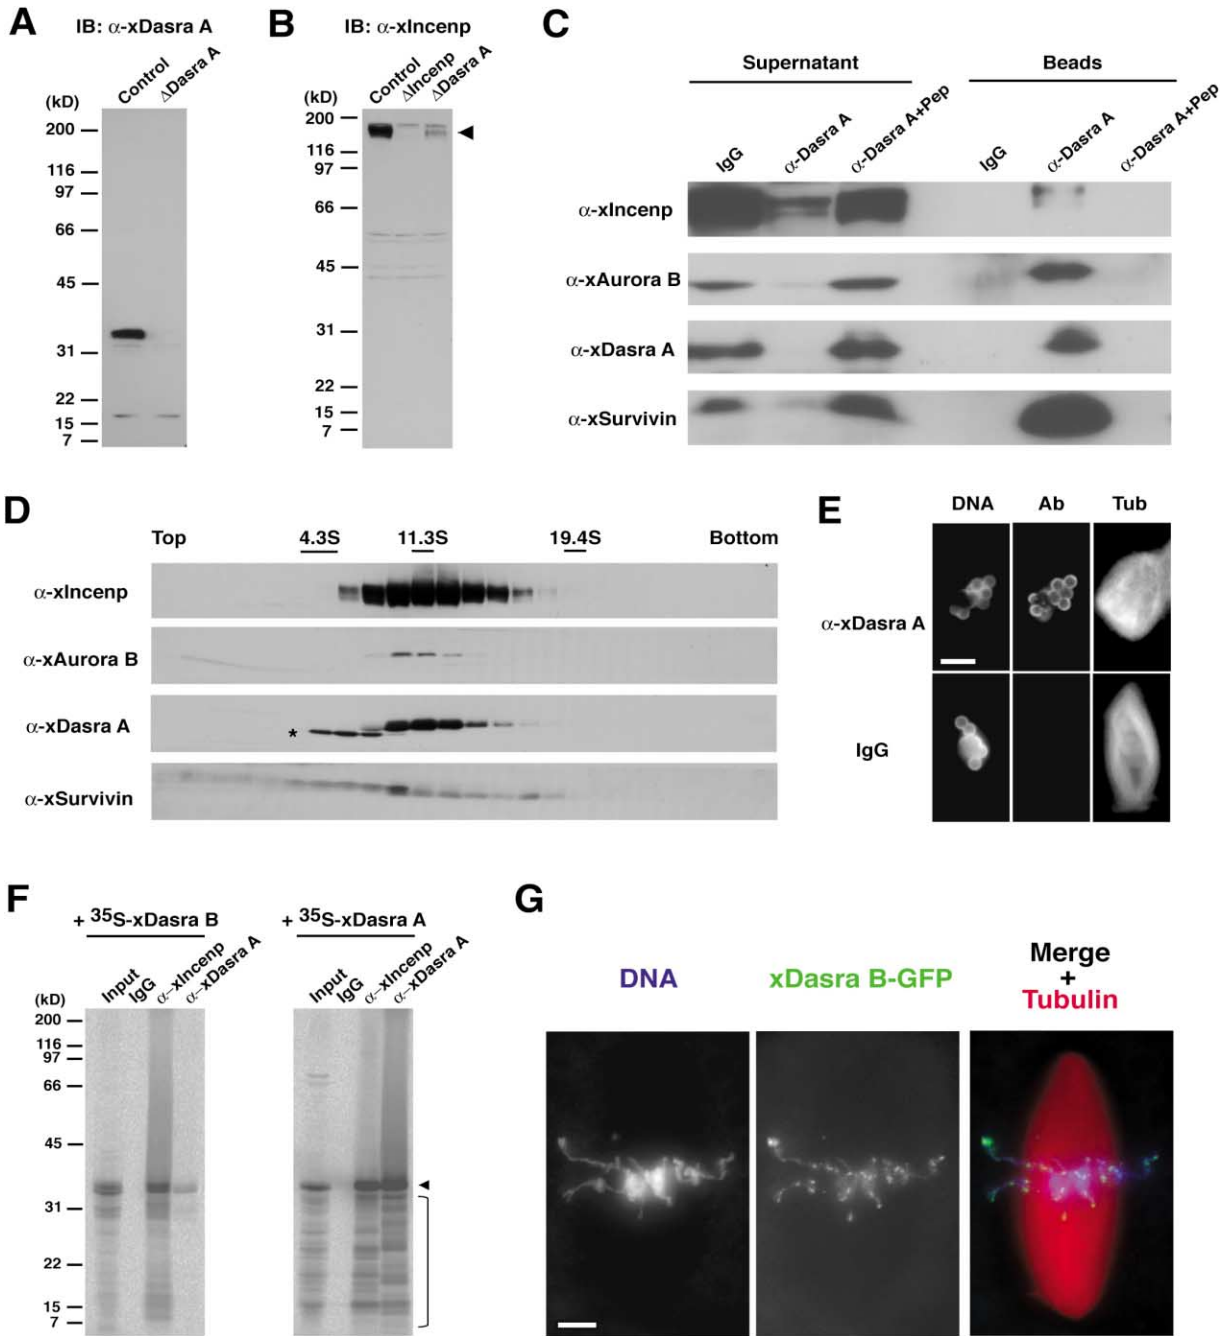 A
IB: α-xDasra A
Control
ΔDasra A
(kD)
200
116
97
66
45
31
22
15
7
B
IB: α-xIncenp
Control
ΔIncenp
ΔDasra A
(kD)
200
116
97
66
45
31
22
15
7
C
Supernatant
Beads
IgG
α-Dasra A
α-Dasra A+Pep
IgG
α-Dasra A
α-Dasra A+Pep
α-xIncenp
α-xAurora B
α-xDasra A
α-xSurvivin
D
Top 4.3S 11.3S 19.4S Bottom
α-xIncenp
α-xAurora B
α-xDasra A
*
α-xSurvivin
E
DNA Ab Tub
α-xDasra A
IgG
F
+ 35S-xDasra B
Input
IgG
α-xIncenp
α-xDasra A
(kD)
200
116
97
66
45
31
22
15
7
+ 35S-xDasra A
Input
IgG
α-xIncenp
α-xDasra A
G
DNA
xDasra B-GFP
Merge
+
Tubulin